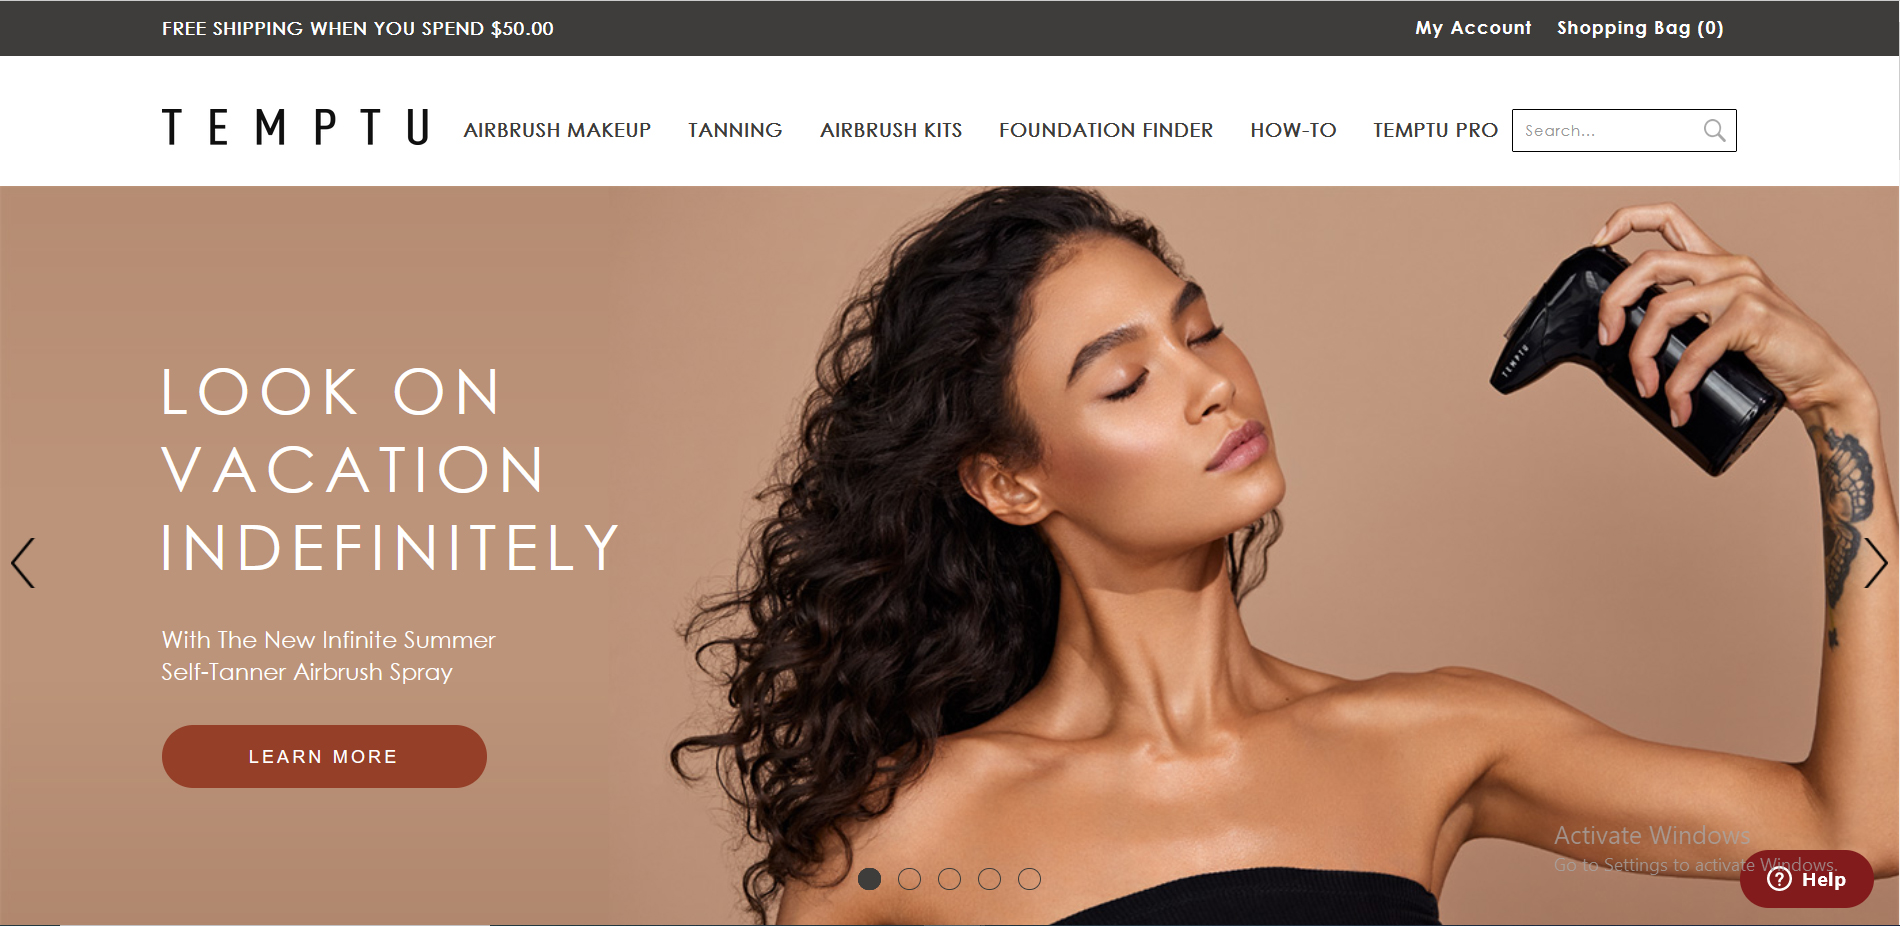 FREE SHIPPING WHEN YOU SPEND $50.00
My Account Shopping Bag (0)
TEMPTU AIRBRUSH MAKEUP TANNING AIRBRUSH KITS FOUNDATION FINDER HOW-TO TEMPTU PRO Search...
LOOK ON
VACATION
INDEFINITELY
With The New Infinite Summer
Self-Tanner Airbrush Spray
LEARN MORE
TEMPTU
Activate Windows
Go to Settings to activate Windows.
Help